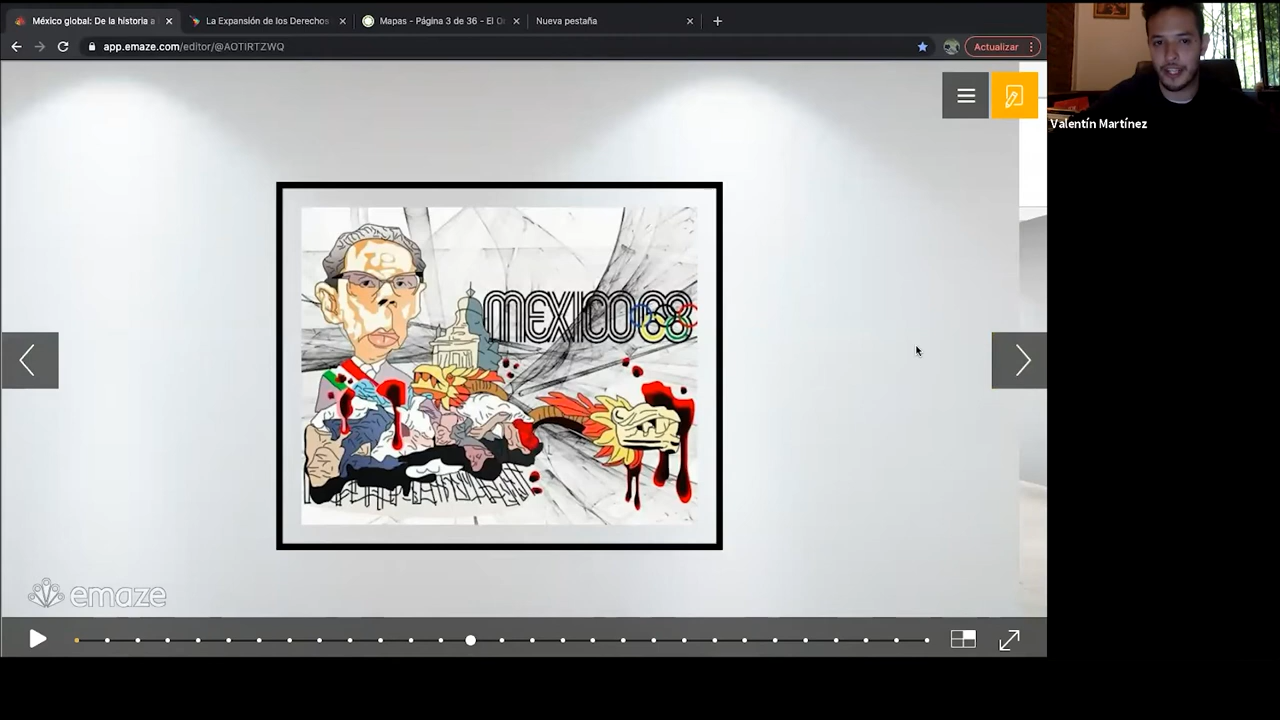 México global: De la historia a
La Expansión de los Derechos
Mapas - Página 3 de 36 - El O
Nueva pestaña
app.emaze.com/editor/@AOTIRTZWQ
Actualizar
Valentín Martínez
MEXICO68
emaze